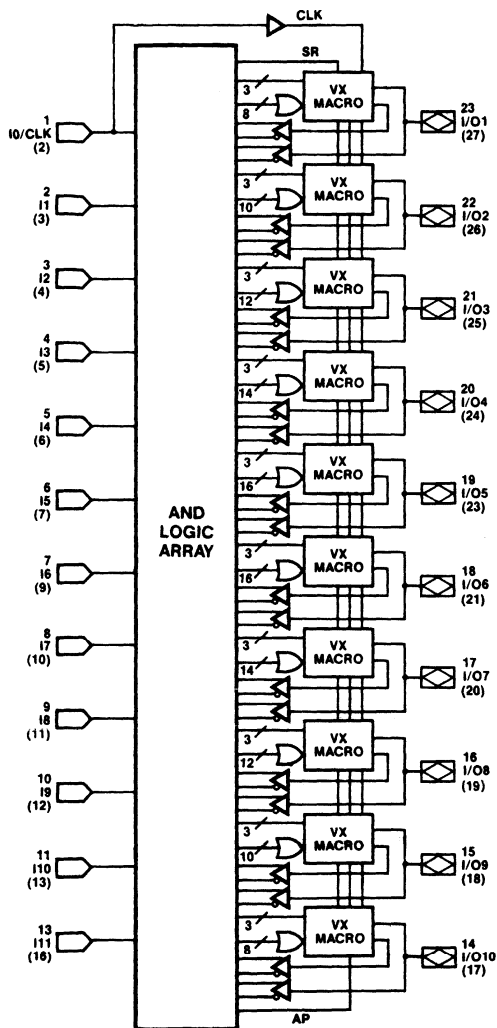 CLK
SR
1
I0/CLK
(2)
2
I1
(3)
3
I2
(4)
4
I3
(5)
5
I4
(6)
6
I5
(7)
7
I6
(9)
8
I7
(10)
9
I8
(11)
10
I9
(12)
11
I10
(13)
13
I11
(16)
AND
LOGIC
ARRAY
3
8
VX
MACRO
23
I/O1
(27)
3
10
VX
MACRO
22
I/O2
(26)
3
12
VX
MACRO
21
I/O3
(25)
3
14
VX
MACRO
20
I/O4
(24)
3
16
VX
MACRO
19
I/O5
(23)
3
16
VX
MACRO
18
I/O6
(21)
3
14
VX
MACRO
17
I/O7
(20)
3
12
VX
MACRO
16
I/O8
(19)
3
10
VX
MACRO
15
I/O9
(18)
3
8
VX
MACRO
14
I/O10
(17)
AP